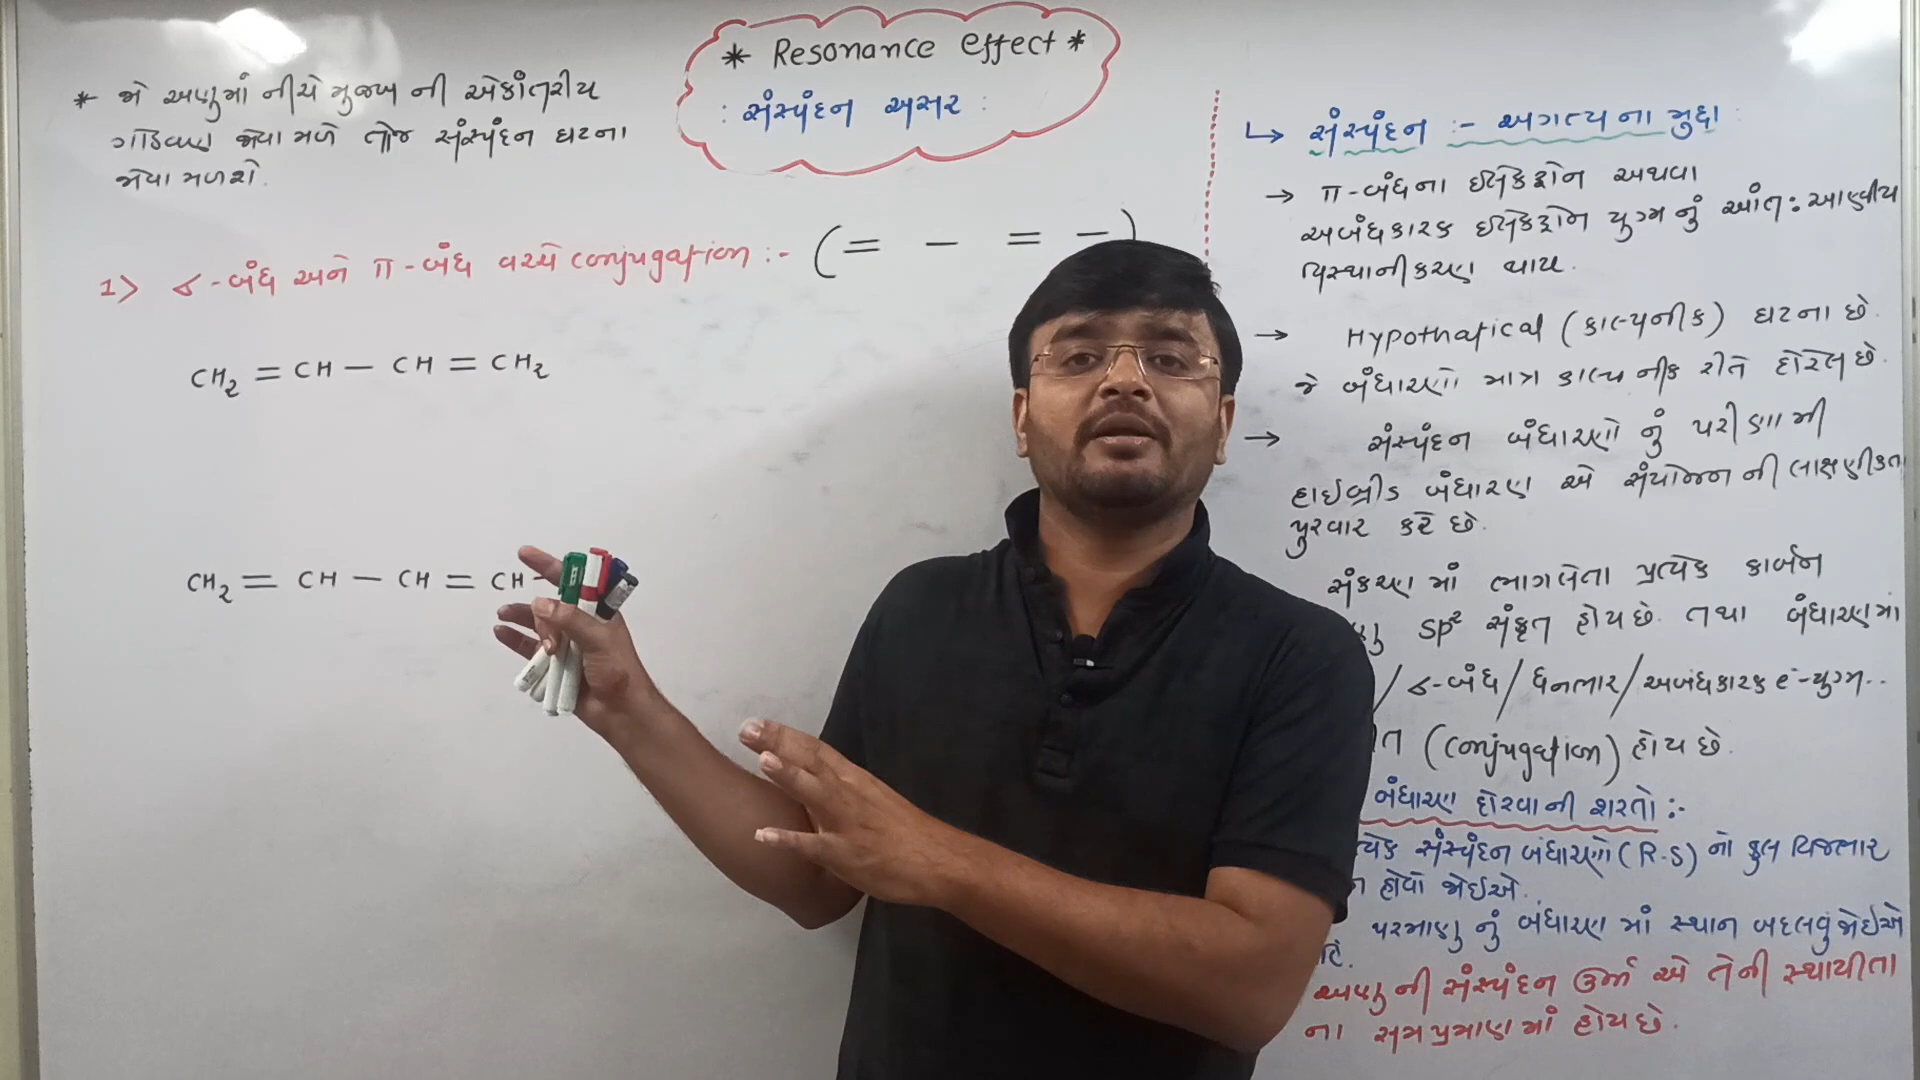 * Resonance effect *
: સંસ્પંદન અસર :
* જે અણુમાં નીચે મુજબ ની એકાંતરીય
ગોઠવણ જોવા મળે તોજ સંસ્પંદન ઘટના
જોવા મળશે.
1> σ-બંધ અને π-બંધ વચ્ચે conjugation :- (= – = –)
CH₂ = CH – CH = CH₂
CH₂ = CH – CH = CH –
↳ સંસ્પંદન :- અગત્યના મુદ્દા :
→ π-બંધના ઈલેક્ટ્રોન અથવા
અબંધકારક ઈલેક્ટ્રોન યુગ્મ નું આંત: આણ્વીય
વિસ્થાનીકરણ થાય.
→ Hypothatical (કાલ્પનીક) ઘટના છે.
જે બંધારણો માત્ર કાલ્પનીક રીતે દોરેલ છે.
→ સંસ્પંદન બંધારણો નું પરીણામી
હાઈબ્રીડ બંધારણ એ સંયોજન ની લાક્ષણીકતા
પુરવાર કરે છે.
સંકરણ માં ભાગલેતા પ્રત્યેક કાર્બન
sp² સંકૃત હોય છે. તથા બંધારણમાં
/ σ-બંધ / ધનભાર / અબંધકારક e⁻-યુગ્મ..
(conjugation) હોય છે.
બંધારણ દોરવાની શરતો :-
સંસ્પંદન બંધારણો (R.S) નો કુલ વિજભાર
હોવો જોઈએ.
પરમાણુ નું બંધારણ માં સ્થાન બદલવું જોઈએ
અણુ ની સંસ્પંદન ઉર્જા એ તેની સ્થાયીતા
ના સમપ્રમાણમાં હોય છે.